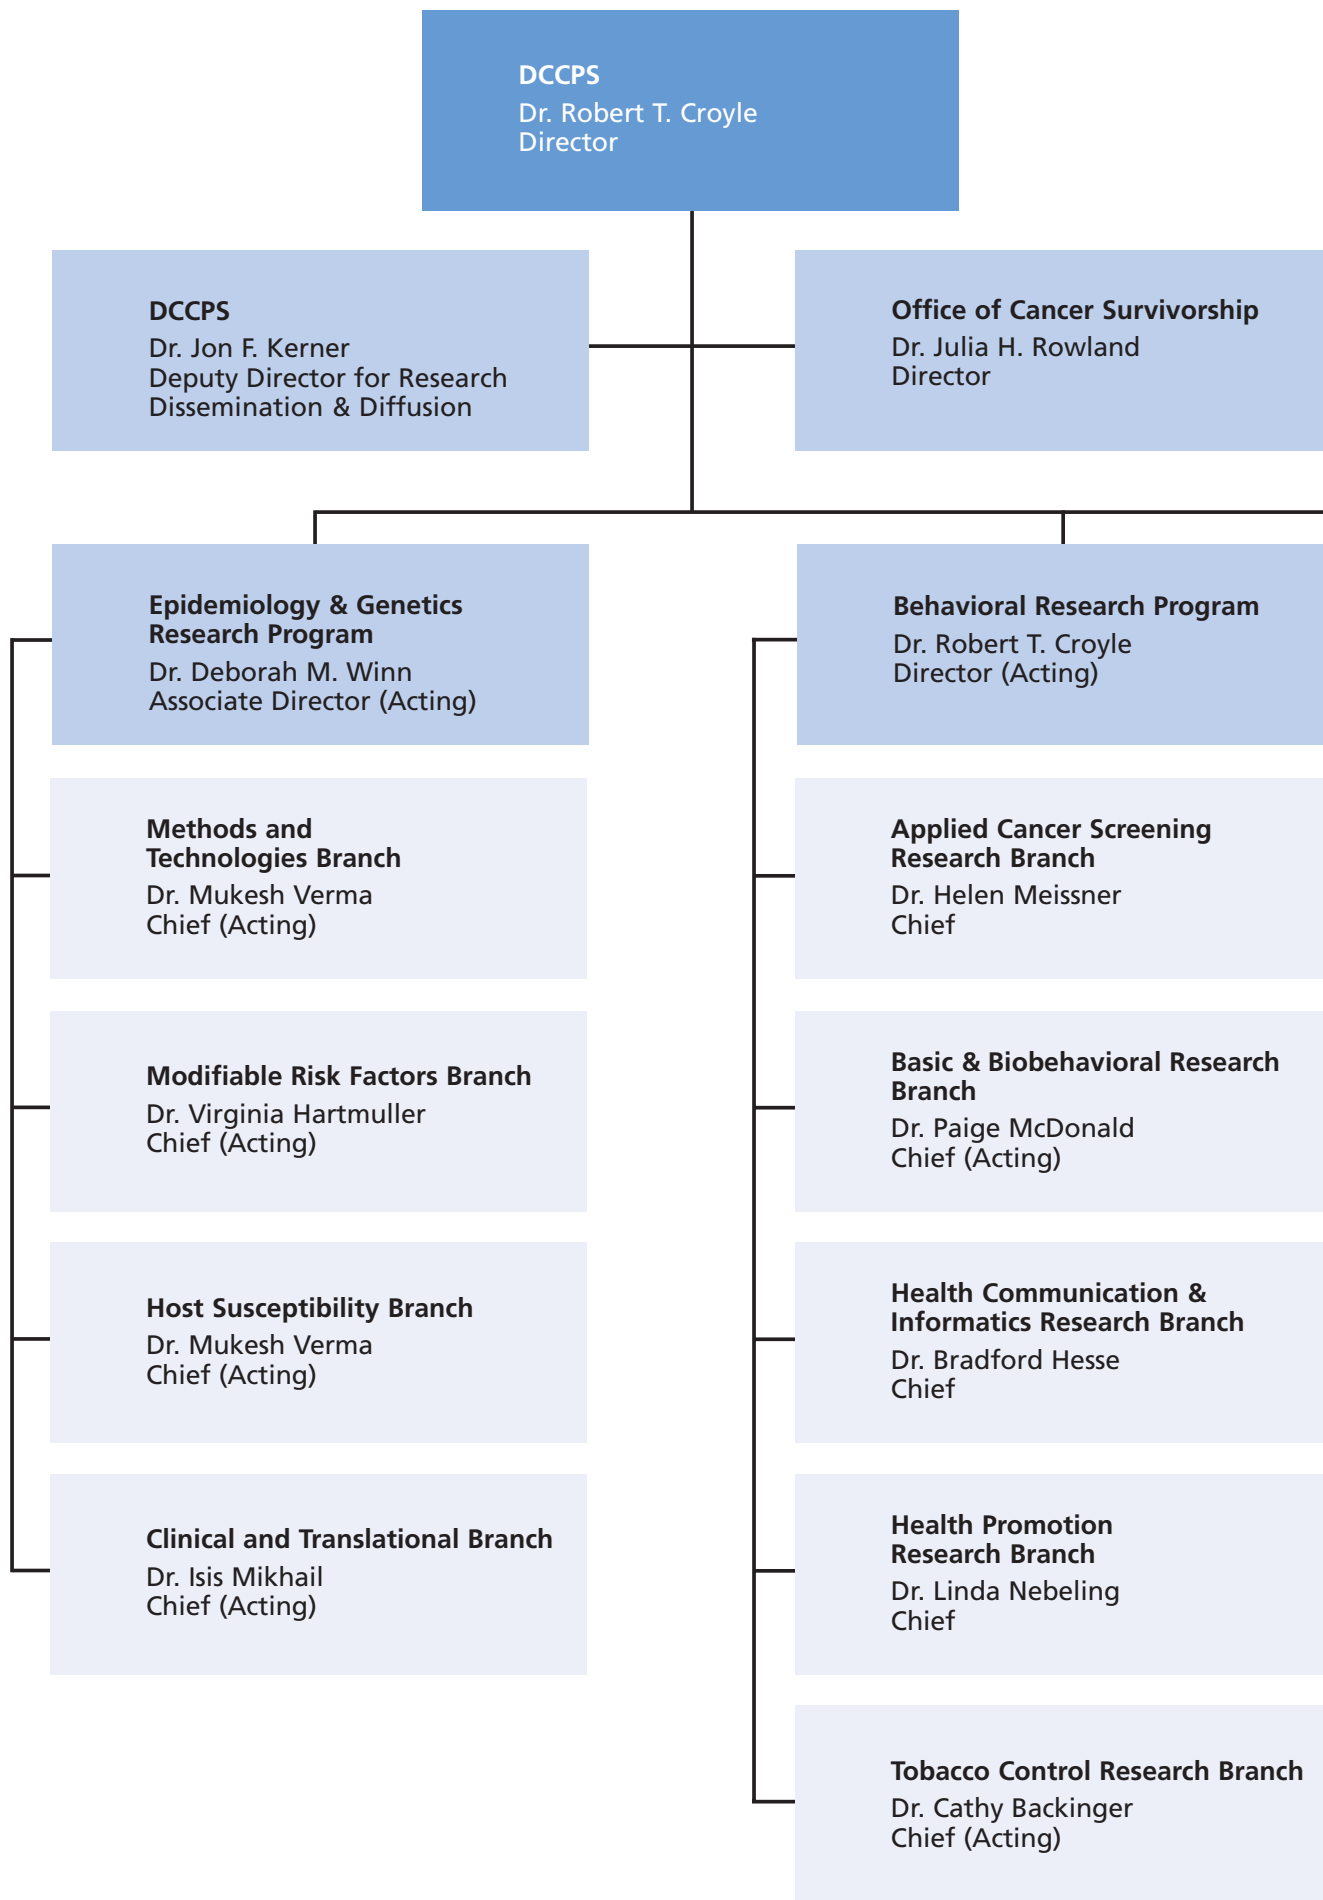 DCCPS
Dr. Robert T. Croyle
Director
DCCPS
Dr. Jon F. Kerner
Deputy Director for Research
Dissemination & Diffusion
Office of Cancer Survivorship
Dr. Julia H. Rowland
Director
Epidemiology & Genetics
Research Program
Dr. Deborah M. Winn
Associate Director (Acting)
Methods and
Technologies Branch
Dr. Mukesh Verma
Chief (Acting)
Modifiable Risk Factors Branch
Dr. Virginia Hartmuller
Chief (Acting)
Host Susceptibility Branch
Dr. Mukesh Verma
Chief (Acting)
Clinical and Translational Branch
Dr. Isis Mikhail
Chief (Acting)
Behavioral Research Program
Dr. Robert T. Croyle
Director (Acting)
Applied Cancer Screening
Research Branch
Dr. Helen Meissner
Chief
Basic & Biobehavioral Research
Branch
Dr. Paige McDonald
Chief (Acting)
Health Communication &
Informatics Research Branch
Dr. Bradford Hesse
Chief
Health Promotion
Research Branch
Dr. Linda Nebeling
Chief
Tobacco Control Research Branch
Dr. Cathy Backinger
Chief (Acting)